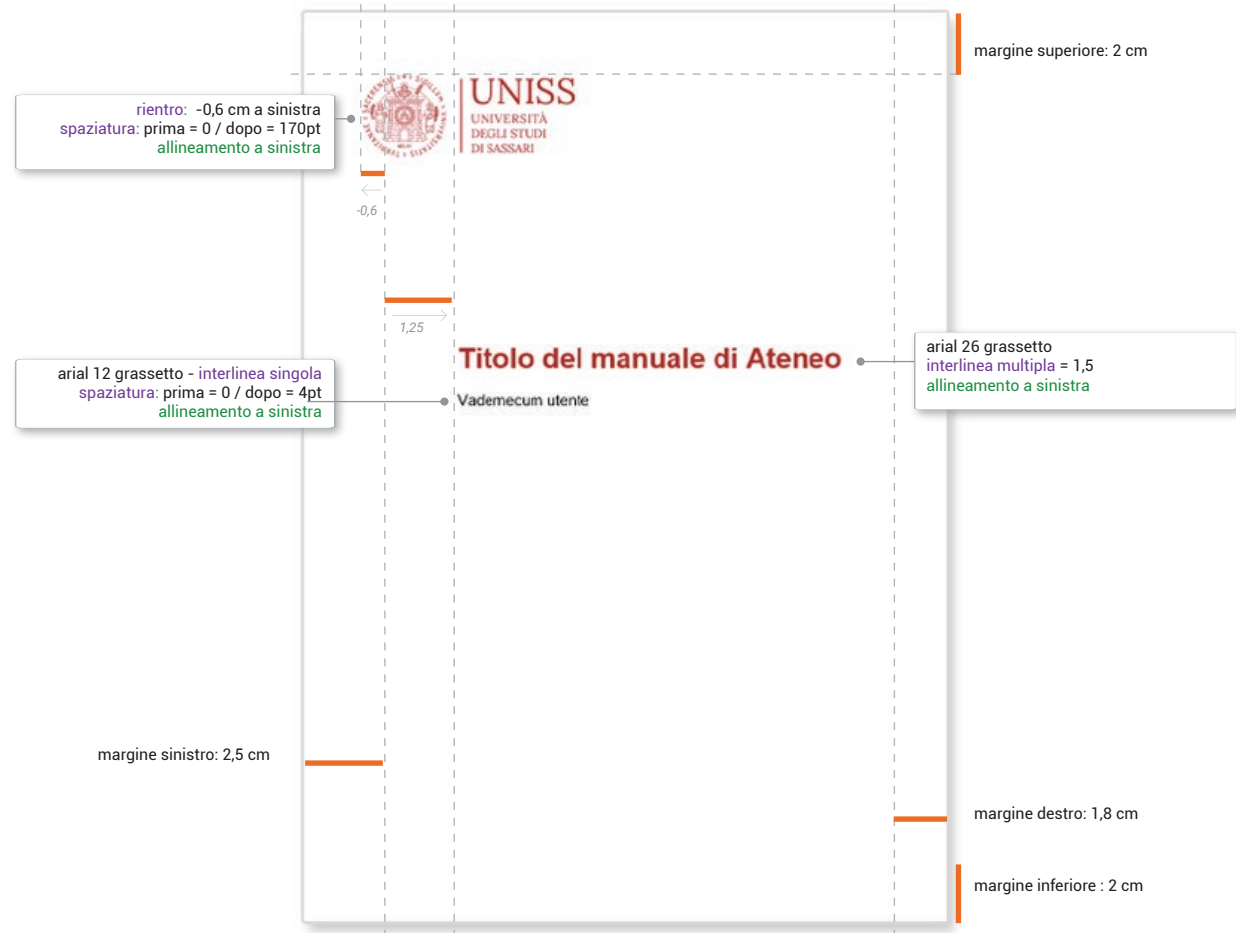 margine superiore: 2 cm
UNISS
UNIVERSITÀ
DEGLI STUDI
DI SASSARI
rientro: -0,6 cm a sinistra
spaziatura: prima = 0 / dopo = 170pt
allineamento a sinistra
-0,6
1,25
Titolo del manuale di Ateneo
arial 26 grassetto
interlinea multipla = 1,5
allineamento a sinistra
arial 12 grassetto - interlinea singola
spaziatura: prima = 0 / dopo = 4pt
allineamento a sinistra
Vademecum utente
margine sinistro: 2,5 cm
margine destro: 1,8 cm
margine inferiore : 2 cm